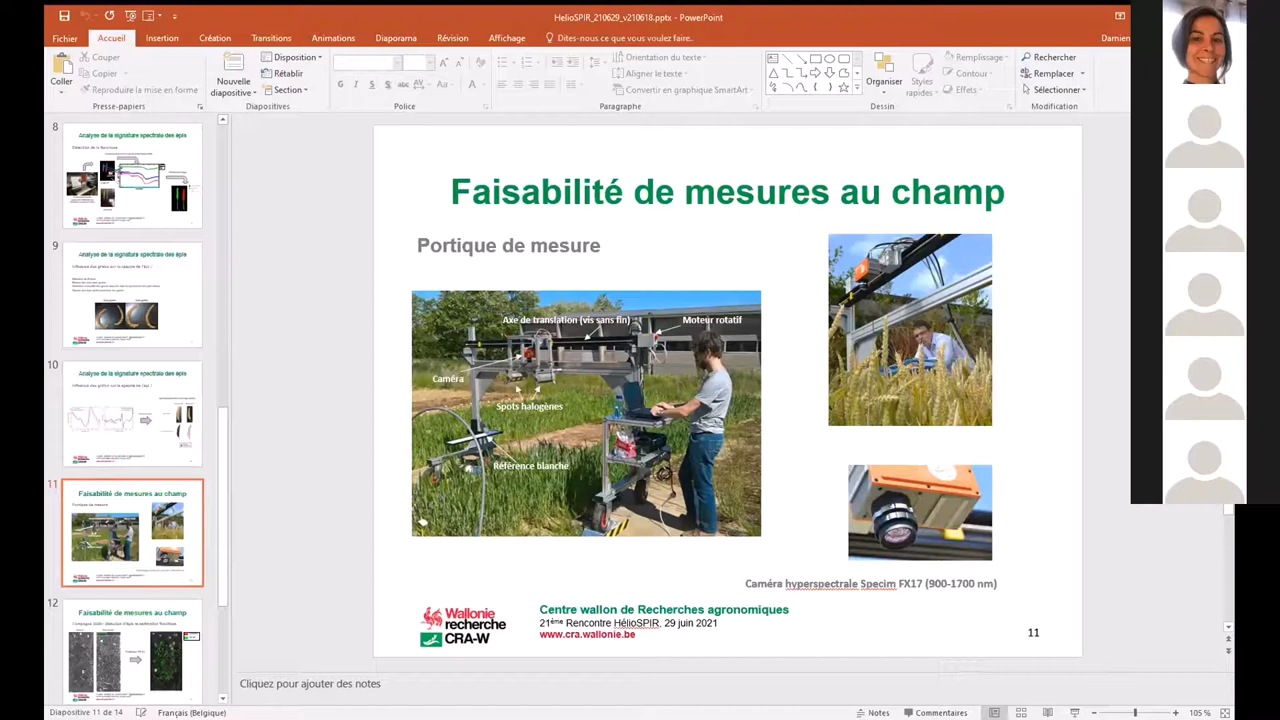 HelioSPIR_210629_v210618.pptx - PowerPoint
Fichier Accueil Insertion Création Transitions Animations Diaporama Révision Affichage Dites-nous ce que vous voulez faire.. Damien
Couper
Copier
Reproduire la mise en forme
Coller
Presse-papiers
Nouvelle
diapositive
Disposition
Rétablir
Section
Diapositives
Police
Orientation du texte
Aligner le texte
Convertir en graphique SmartArt
Paragraphe
Organiser
Styles
rapides
Remplissage
Contour
Effets
Dessin
Rechercher
Remplacer
Sélectionner
Modification
8
Analyse de la signature spectrale des épis
9
Analyse de la signature spectrale des épis
10
Analyse de la signature spectrale des épis
11
Faisabilité de mesures au champ
Portique de mesure
12
Faisabilité de mesures au champ
Faisabilité de mesures au champ
Portique de mesure
Axe de translation (vis sans fin)
Moteur rotatif
Caméra
Spots halogènes
Référence blanche
Caméra hyperspectrale Specim FX17 (900-1700 nm)
Wallonie
recherche
CRA-W
Centre wallon de Recherches agronomiques
21ème Rencontre HélioSPIR, 29 juin 2021
www.cra.wallonie.be
11
Cliquez pour ajouter des notes
Diapositive 11 de 14 Français (Belgique) Notes Commentaires 105 %